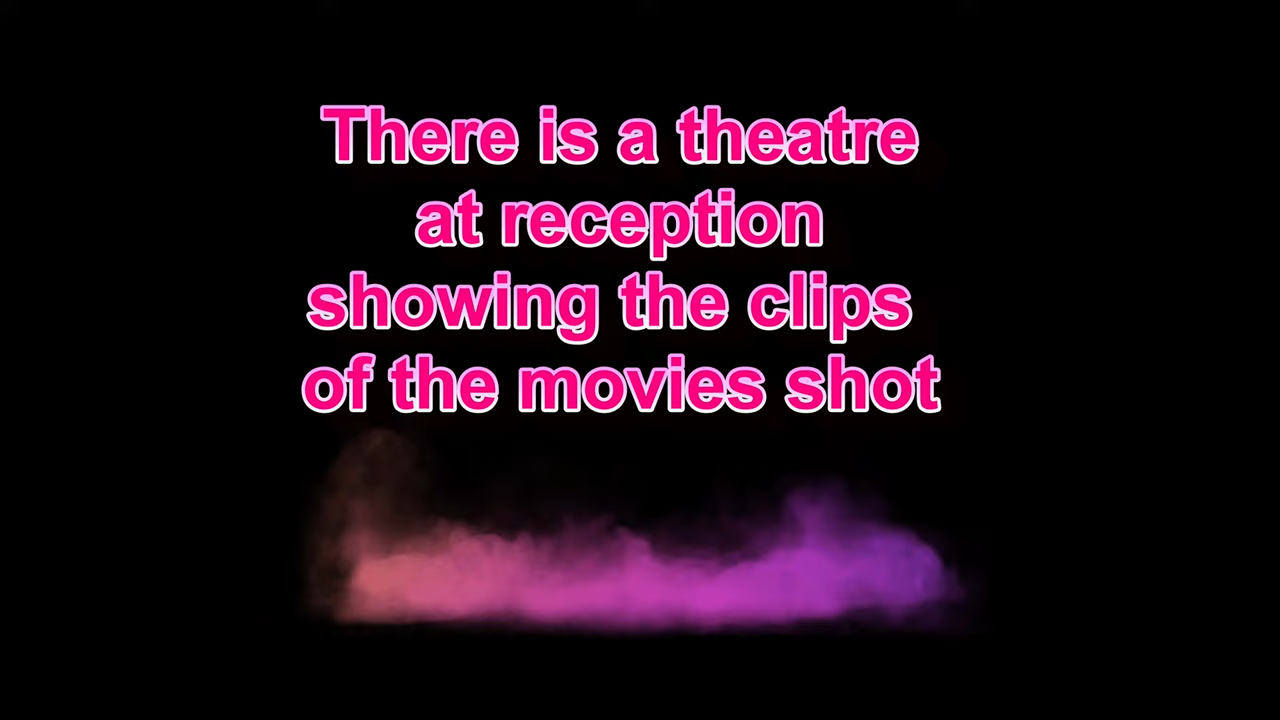 There is a theatre
at reception
showing the clips
of the movies shot